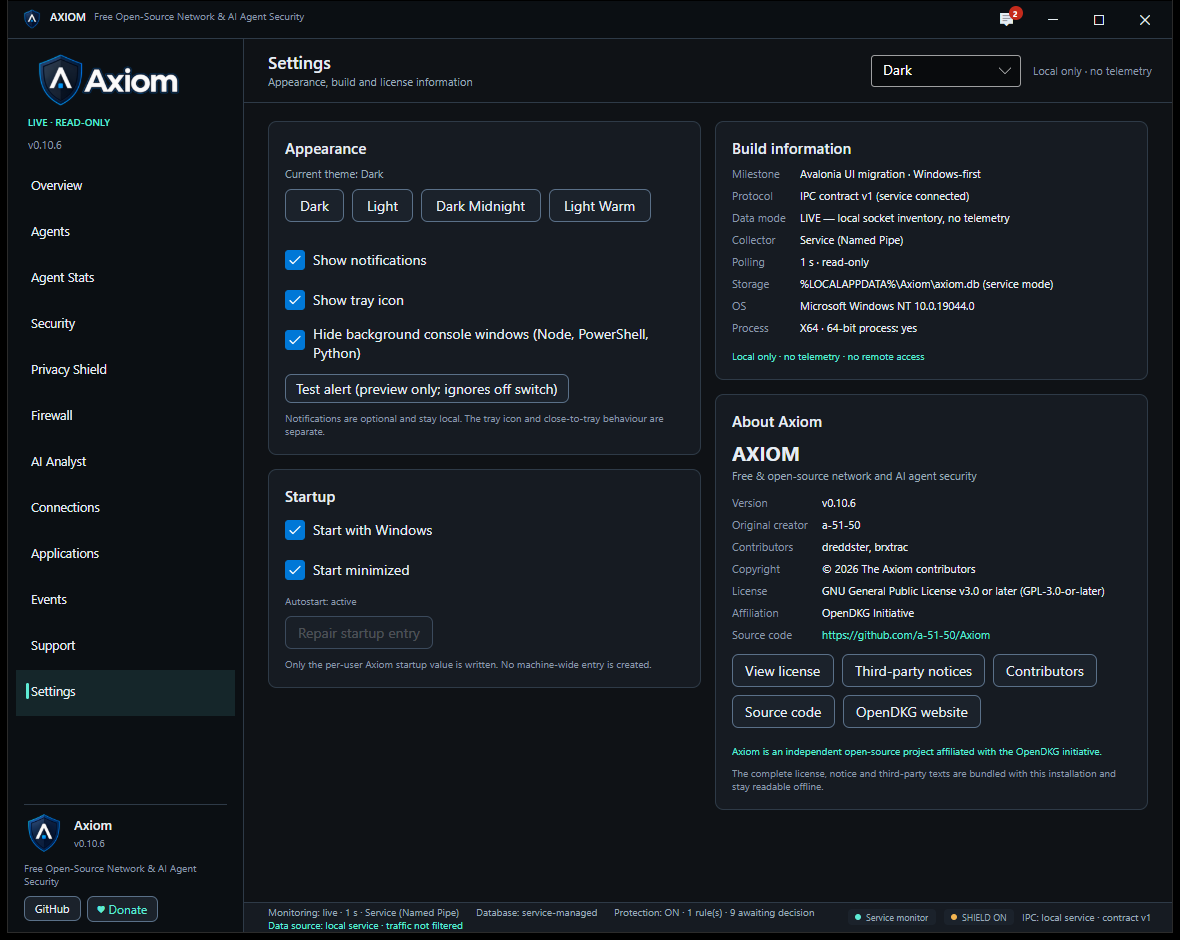 AXIOM Free Open-Source Network & AI Agent Security
2
Axiom
LIVE · READ-ONLY
v0.10.6
Overview
Agents
Agent Stats
Security
Privacy Shield
Firewall
AI Analyst
Connections
Applications
Events
Support
Settings
Axiom
v0.10.6
Free Open-Source Network & AI Agent
Security
GitHub
Donate
Settings
Appearance, build and license information
Dark
Local only · no telemetry
Appearance
Current theme: Dark
Dark
Light
Dark Midnight
Light Warm
Show notifications
Show tray icon
Hide background console windows (Node, PowerShell,
Python)
Test alert (preview only; ignores off switch)
Notifications are optional and stay local. The tray icon and close-to-tray behaviour are
separate.
Startup
Start with Windows
Start minimized
Autostart: active
Repair startup entry
Only the per-user Axiom startup value is written. No machine-wide entry is created.
Build information
Milestone Avalonia UI migration · Windows-first
Protocol IPC contract v1 (service connected)
Data mode LIVE — local socket inventory, no telemetry
Collector Service (Named Pipe)
Polling 1 s · read-only
Storage %LOCALAPPDATA%\Axiom\axiom.db (service mode)
OS Microsoft Windows NT 10.0.19044.0
Process X64 · 64-bit process: yes
Local only · no telemetry · no remote access
About Axiom
AXIOM
Free & open-source network and AI agent security
Version v0.10.6
Original creator a-51-50
Contributors dreddster, brxtrac
Copyright © 2026 The Axiom contributors
License GNU General Public License v3.0 or later (GPL-3.0-or-later)
Affiliation OpenDKG Initiative
Source code https://github.com/a-51-50/Axiom
View license
Third-party notices
Contributors
Source code
OpenDKG website
Axiom is an independent open-source project affiliated with the OpenDKG initiative.
The complete license, notice and third-party texts are bundled with this installation and
stay readable offline.
Monitoring: live · 1 s · Service (Named Pipe) Database: service-managed Protection: ON · 1 rule(s) · 9 awaiting decision
Data source: local service · traffic not filtered
Service monitor
SHIELD ON
IPC: local service · contract v1